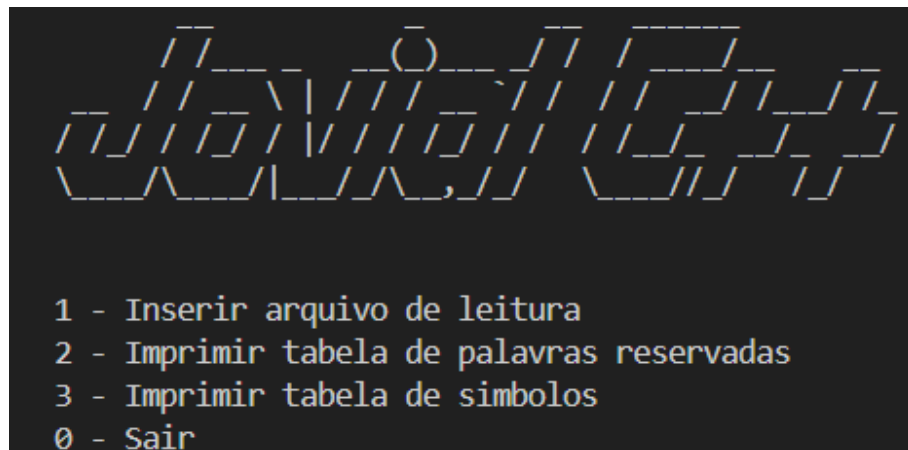 Jovial C++
1 - Inserir arquivo de leitura
2 - Imprimir tabela de palavras reservadas
3 - Imprimir tabela de simbolos
0 - Sair